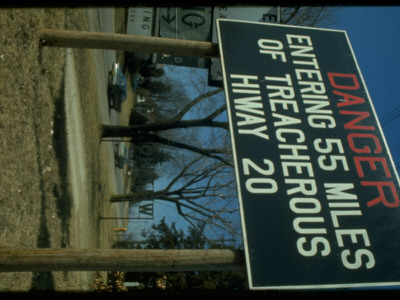 DANGER
ENTERING 55 MILES
OF TREACHEROUS
HIWAY 20